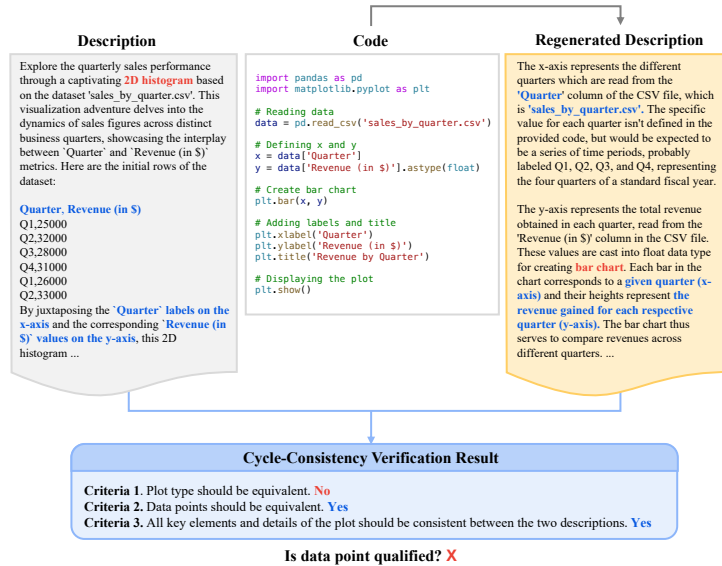 Description
Explore the quarterly sales performance
through a captivating 2D histogram based
on the dataset 'sales_by_quarter.csv'. This
visualization adventure delves into the
dynamics of sales figures across distinct
business quarters, showcasing the interplay
between `Quarter` and `Revenue (in $)`
metrics. Here are the initial rows of the
dataset:
Quarter, Revenue (in $)
Q1,25000
Q2,32000
Q3,28000
Q4,31000
Q1,26000
Q2,33000
By juxtaposing the `Quarter` labels on the
x-axis and the corresponding `Revenue (in
$)` values on the y-axis, this 2D
histogram ...
Code
import pandas as pd
import matplotlib.pyplot as plt
# Reading data
data = pd.read_csv('sales_by_quarter.csv')
# Defining x and y
x = data['Quarter']
y = data['Revenue (in $)'].astype(float)
# Create bar chart
plt.bar(x, y)
# Adding labels and title
plt.xlabel('Quarter')
plt.ylabel('Revenue (in $)')
plt.title('Revenue by Quarter')
# Displaying the plot
plt.show()
Regenerated Description
The x-axis represents the different
quarters which are read from the
'Quarter' column of the CSV file, which
is 'sales_by_quarter.csv'. The specific
value for each quarter isn't defined in the
provided code, but would be expected to
be a series of time periods, probably
labeled Q1, Q2, Q3, and Q4, representing
the four quarters of a standard fiscal year.
The y-axis represents the total revenue
obtained in each quarter, read from the
'Revenue (in $)' column in the CSV file.
These values are cast into float data type
for creating bar chart. Each bar in the
chart corresponds to a given quarter (x-
axis) and their heights represent the
revenue gained for each respective
quarter (y-axis). The bar chart thus
serves to compare revenues across
different quarters. ...
Cycle-Consistency Verification Result
Criteria 1. Plot type should be equivalent. No
Criteria 2. Data points should be equivalent. Yes
Criteria 3. All key elements and details of the plot should be consistent between the two descriptions. Yes
Is data point qualified? X